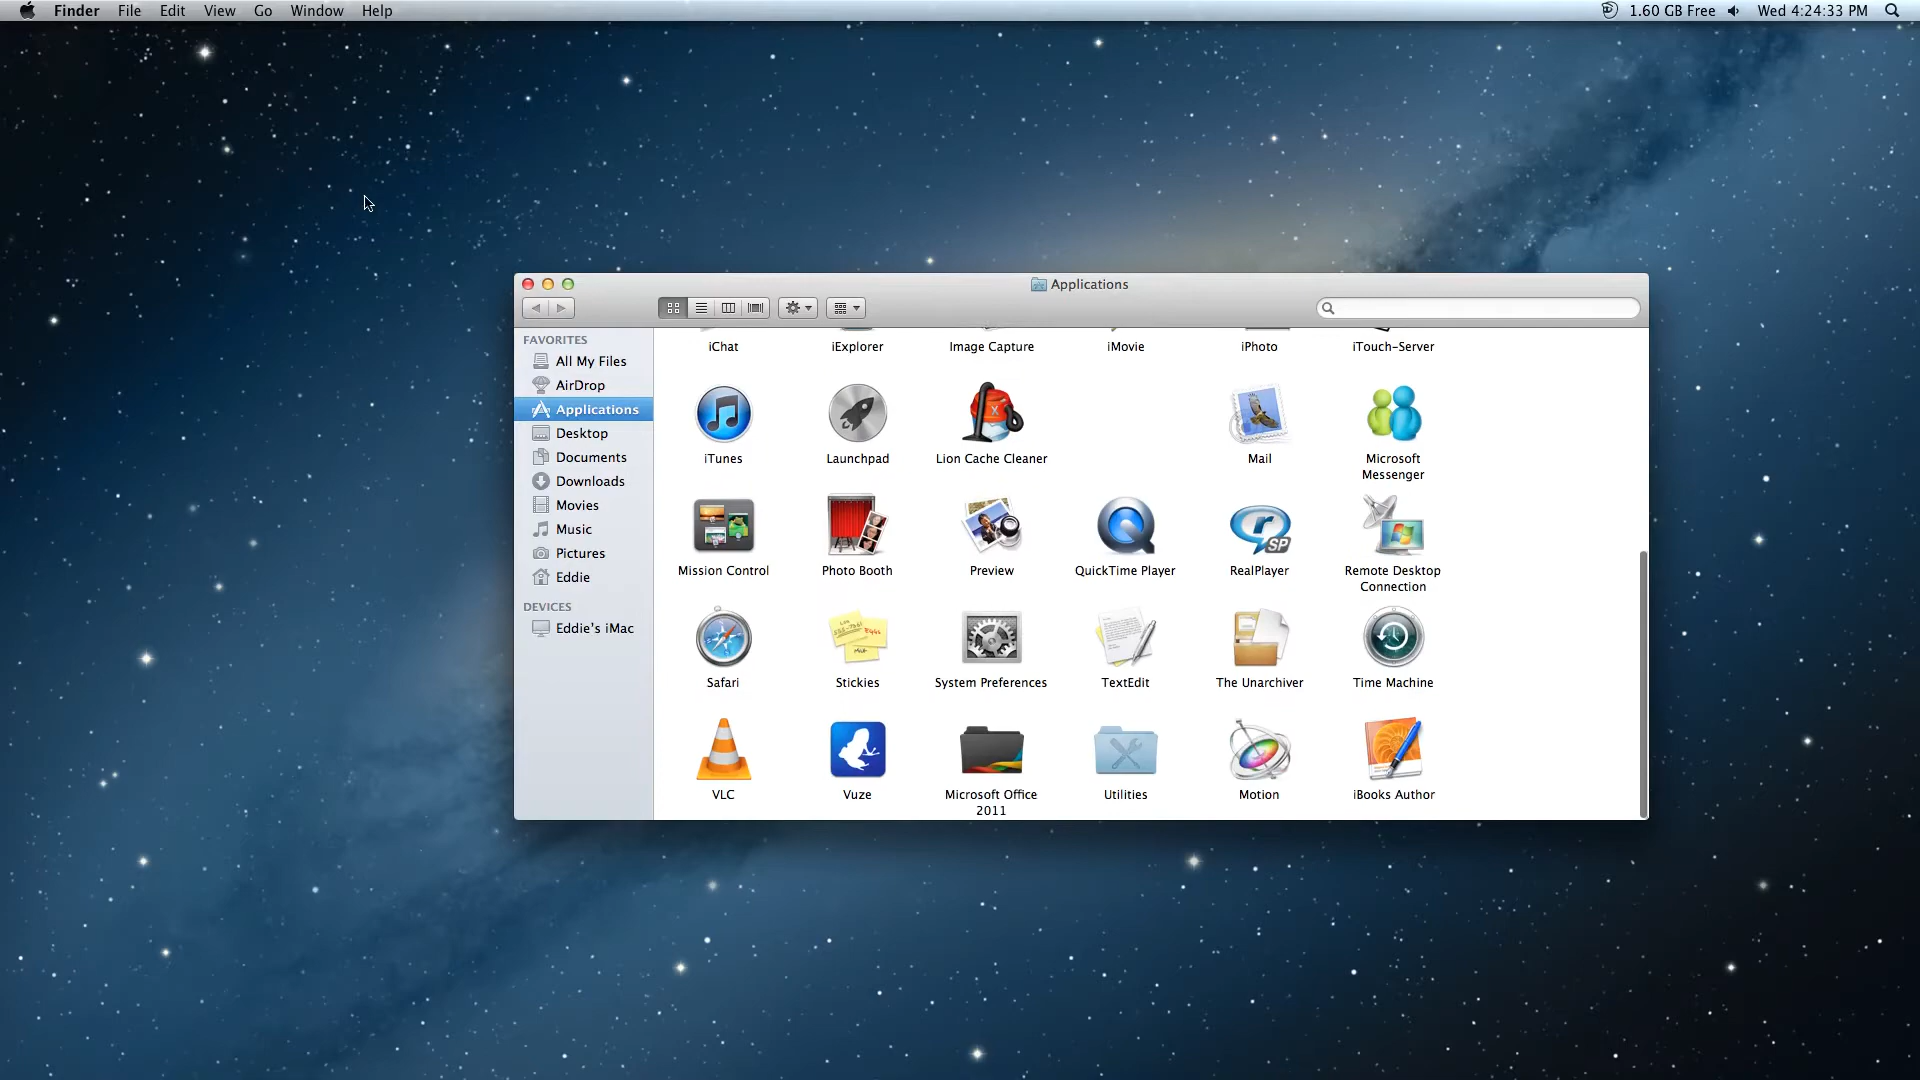 Finder File Edit View Go Window Help 1.60 GB Free Wed 4:24:33 PM
Applications
FAVORITES
All My Files
AirDrop
Applications
Desktop
Documents
Downloads
Movies
Music
Pictures
Eddie
DEVICES
Eddie's iMac
iChat iExplorer Image Capture iMovie iPhoto iTouch-Server
iTunes Launchpad Lion Cache Cleaner Mail Microsoft
Messenger
Mission Control Photo Booth Preview QuickTime Player RealPlayer Remote Desktop
Connection
Safari Stickies System Preferences TextEdit The Unarchiver Time Machine
VLC Vuze Microsoft Office Utilities Motion iBooks Author
2011